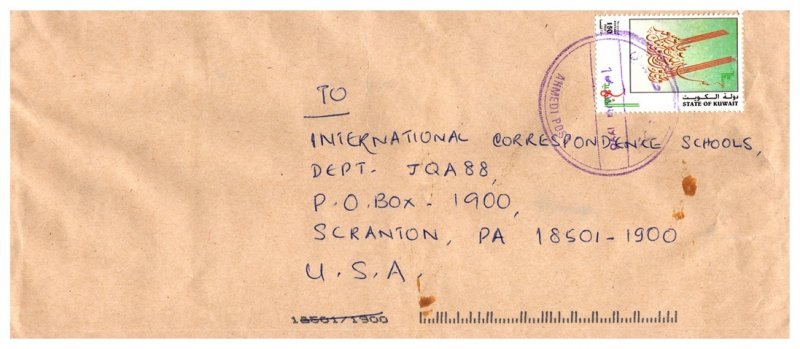 150
دولة الكويت
STATE OF KUWAIT
AHMEDI POST
TO
INTERNATIONAL CORRESPONDENCE SCHOOLS,
DEPT. JQA88,
P.O.BOX - 1900,
SCRANTON, PA 18501-1900
U.S.A.
18501/1900